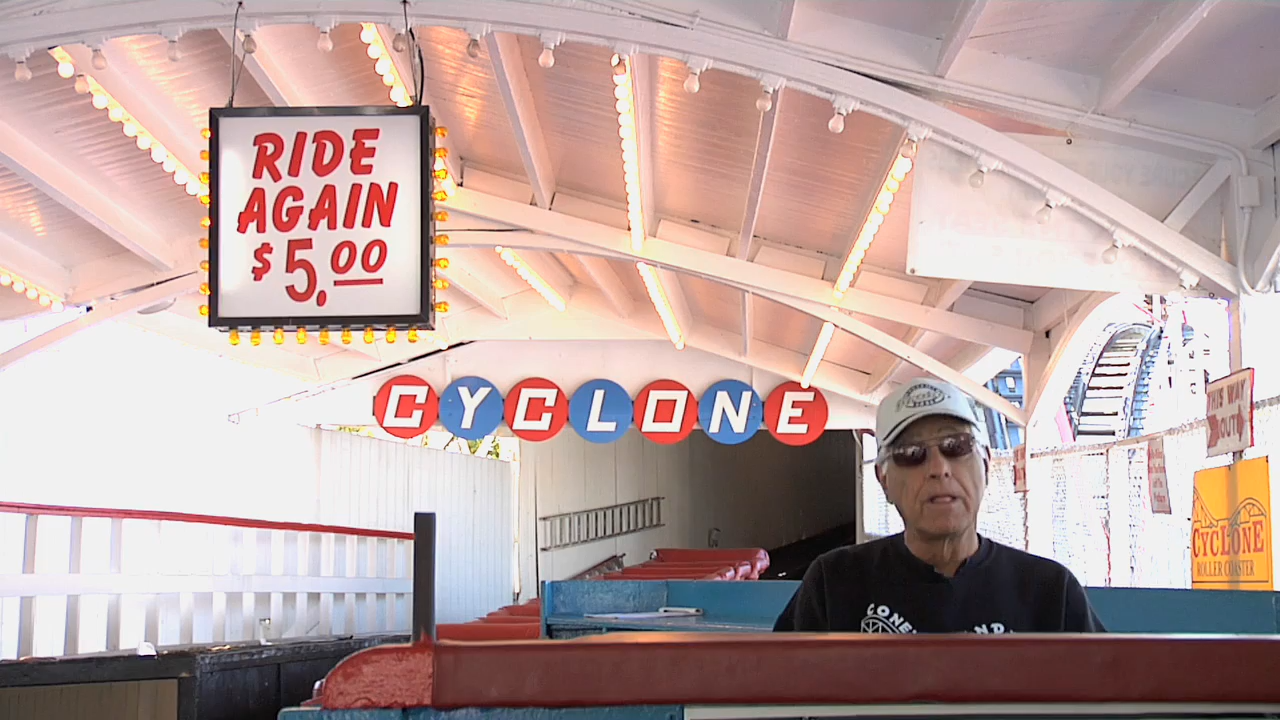 RIDE
AGAIN
$5.00
CYCLONE
THIS WAY
OUT
CYCLONE
ROLLER COASTER